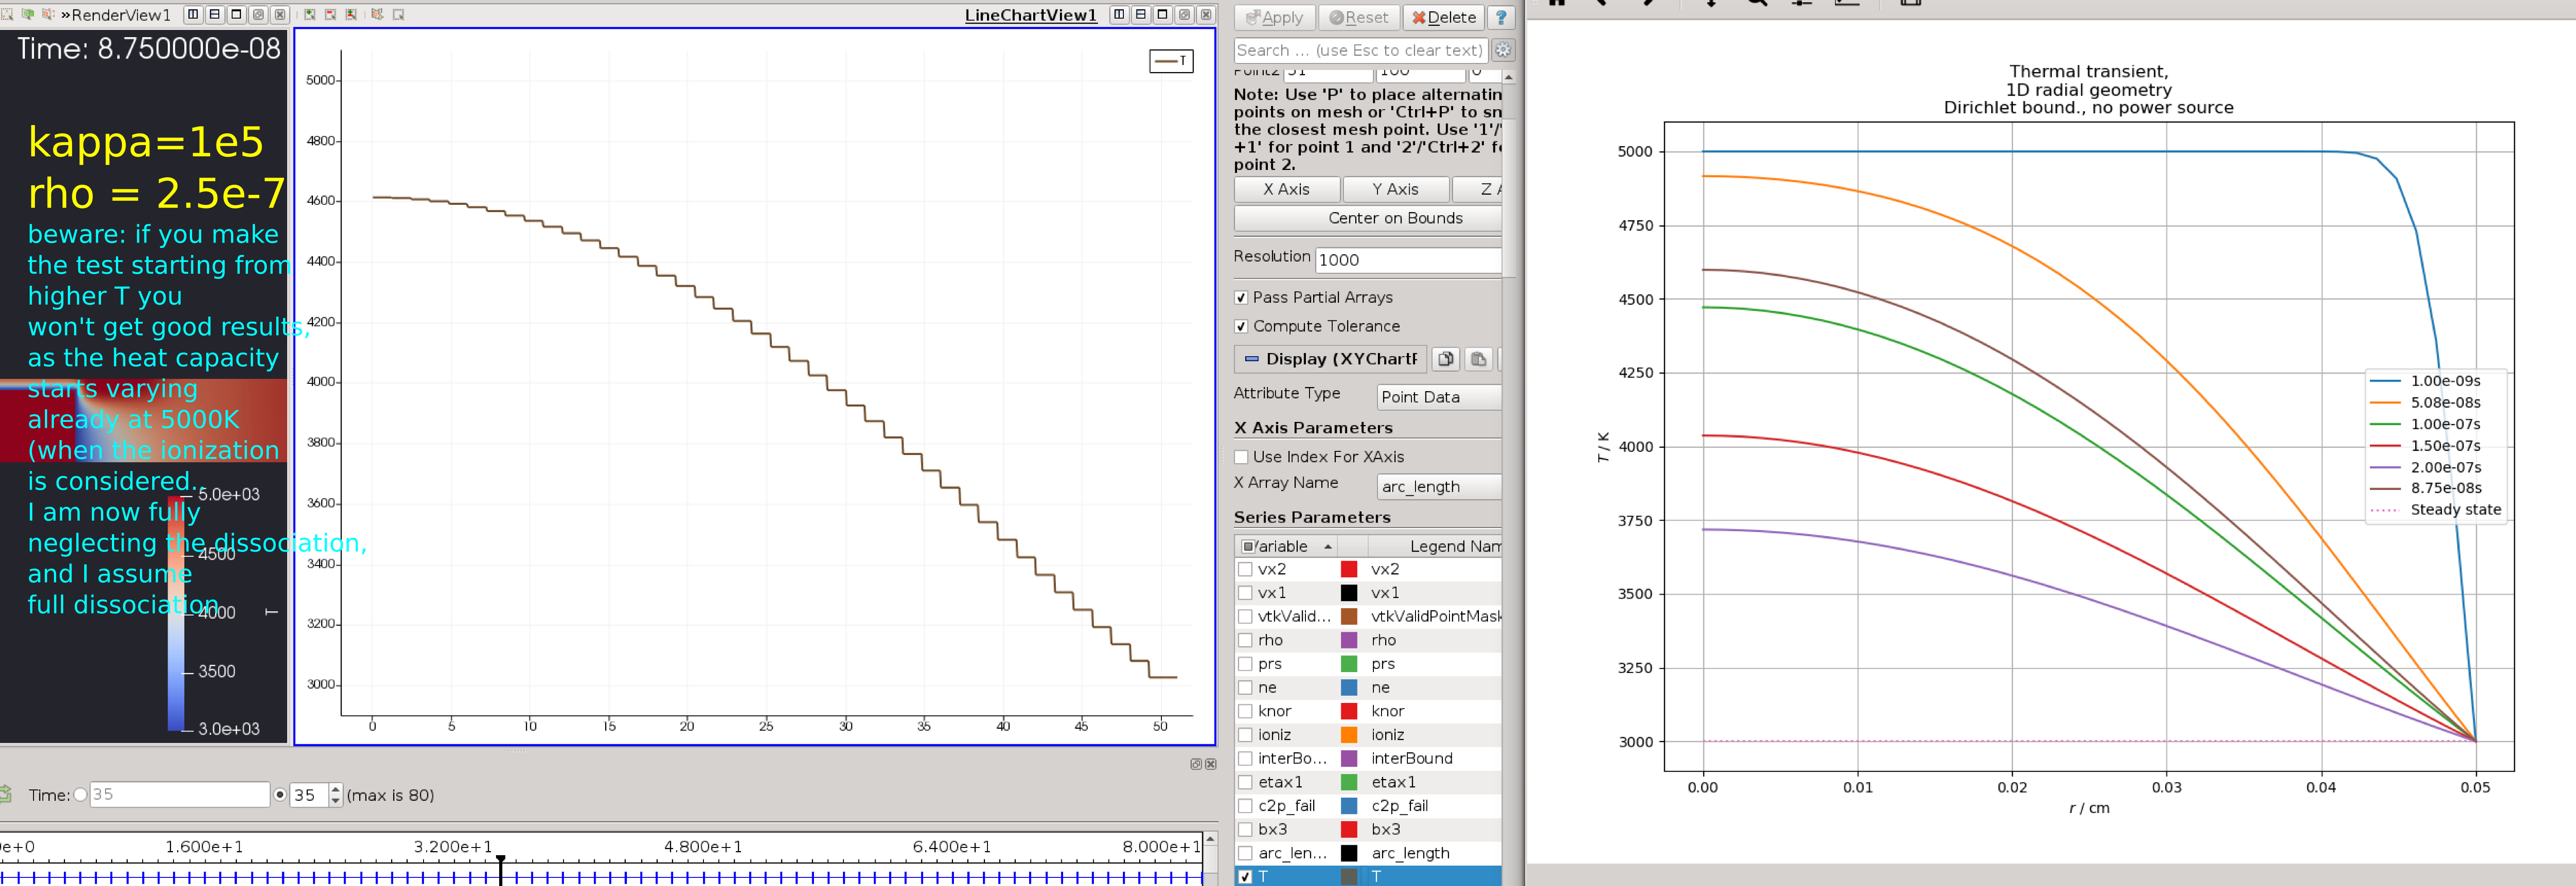 »RenderView1
LineChartView1
Time: 8.750000e-08
kappa=1e5
rho = 2.5e-7
beware: if you make
the test starting from
higher T you
won't get good results,
as the heat capacity
starts varying
already at 5000K
(when the ionization
is considered..
I am now fully
neglecting the dissociation,
and I assume
full dissociation
5.0e+03
4500
4000
3500
3.0e+03
T
T
5000
4800
4600
4400
4200
4000
3800
3600
3400
3200
3000
0 5 10 15 20 25 30 35 40 45 50
Time: 35 35 (max is 80)
e+0 1.600e+1 3.200e+1 4.800e+1 6.400e+1 8.000e+1
Apply Reset Delete ?
Search ... (use Esc to clear text)
Point2 51 100 0
Note: Use 'P' to place alternatin
points on mesh or 'Ctrl+P' to sn
the closest mesh point. Use '1'/'
+1' for point 1 and '2'/'Ctrl+2' f
point 2.
X Axis Y Axis Z A
Center on Bounds
Resolution 1000
Pass Partial Arrays
Compute Tolerance
Display (XYChartF
Attribute Type Point Data
X Axis Parameters
Use Index For XAxis
X Array Name arc_length
Series Parameters
Variable Legend Nam
vx2 vx2
vx1 vx1
vtkValid... vtkValidPointMask
rho rho
prs prs
ne ne
knor knor
ioniz ioniz
interBo... interBound
etax1 etax1
c2p_fail c2p_fail
bx3 bx3
arc_len... arc_length
T T
Thermal transient,
1D radial geometry
Dirichlet bound., no power source
5000
4750
4500
4250
4000
3750
3500
3250
3000
T / K
0.00 0.01 0.02 0.03 0.04 0.05
r / cm
1.00e-09s
5.08e-08s
1.00e-07s
1.50e-07s
2.00e-07s
8.75e-08s
Steady state